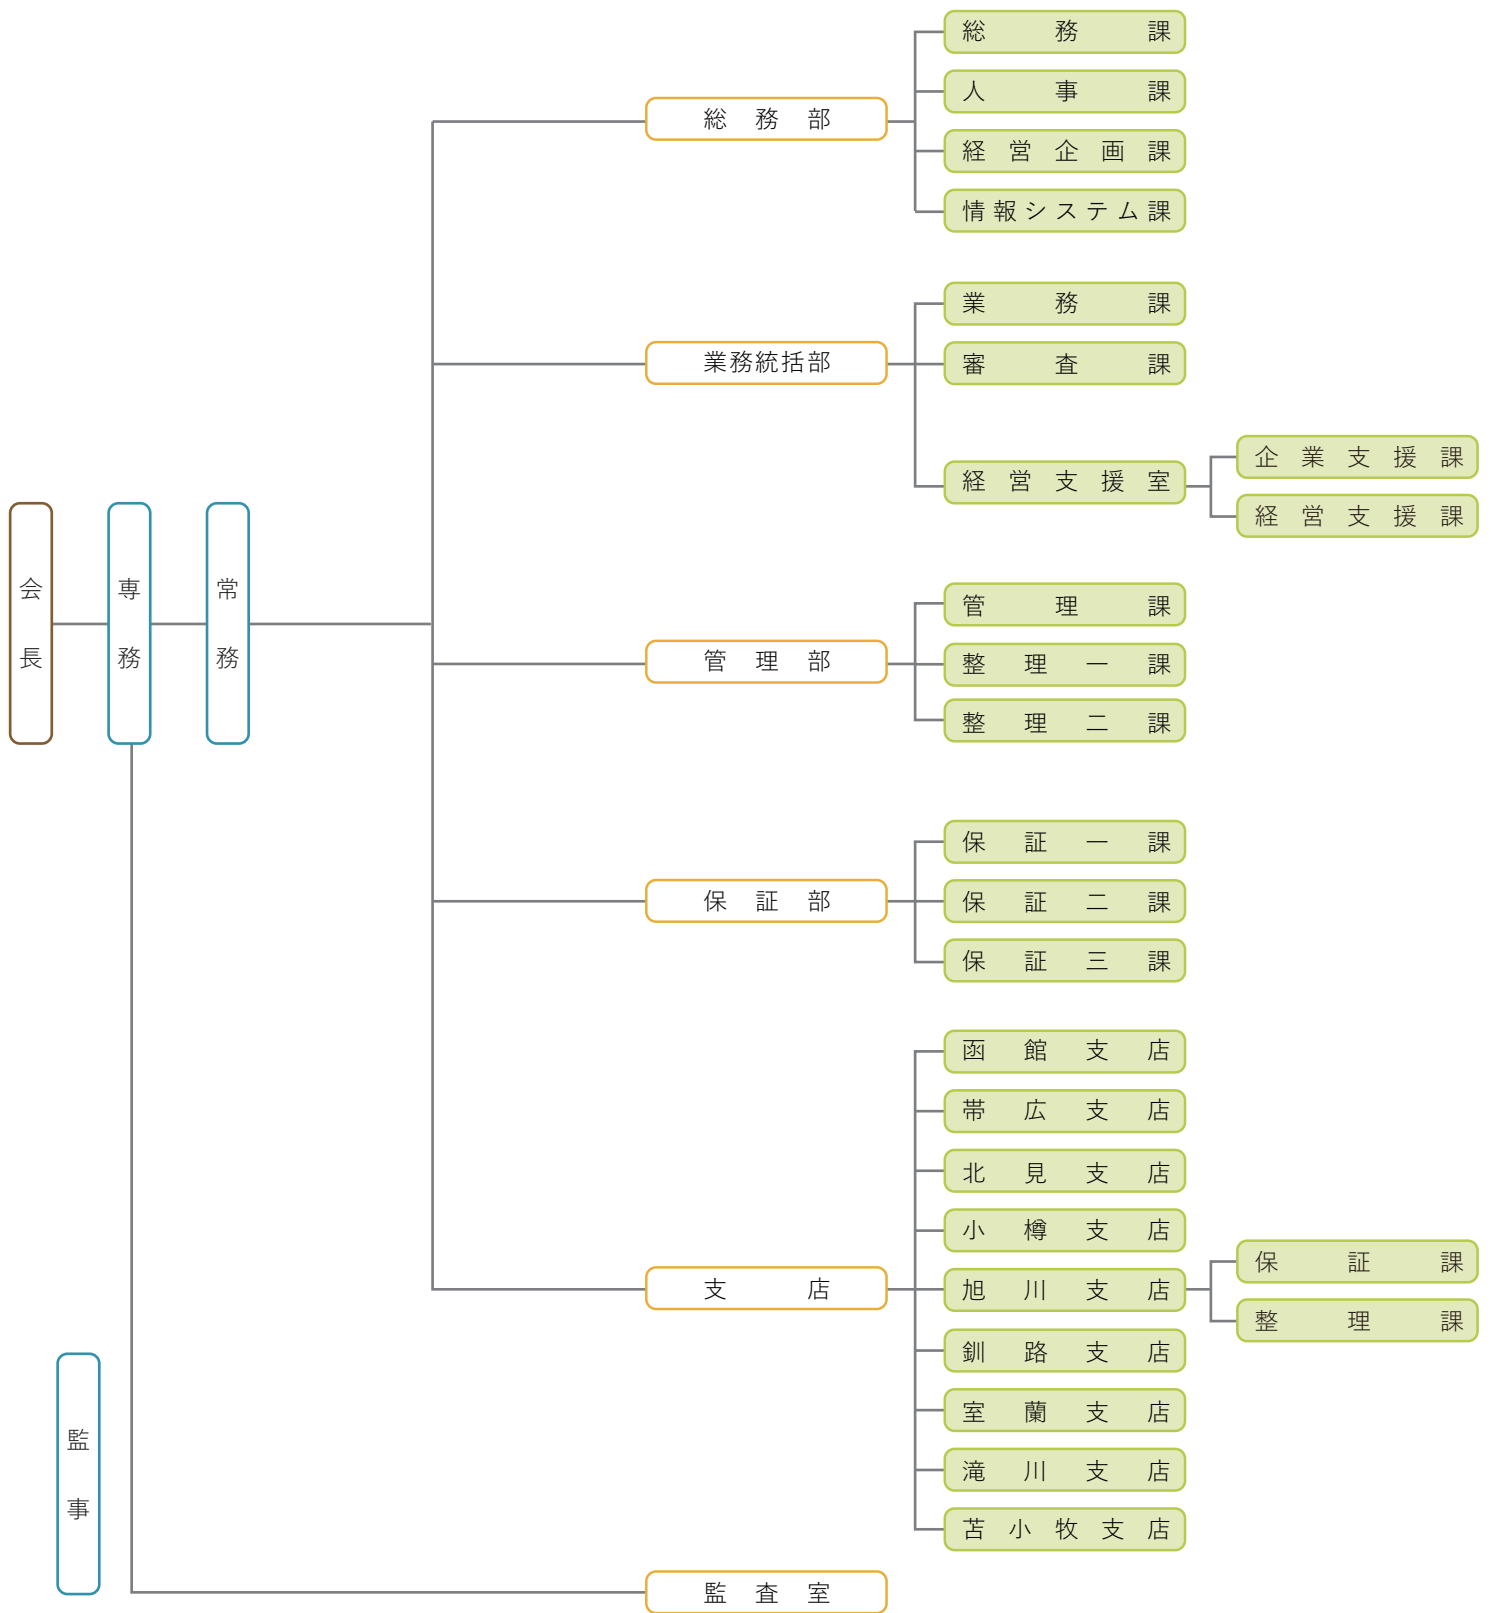 会長
専務
常務
監事
総務部
総務課
人事課
経営企画課
情報システム課
業務統括部
業務課
審査課
経営支援室
企業支援課
経営支援課
管理部
管理課
整理一課
整理二課
保証部
保証一課
保証二課
保証三課
支店
函館支店
帯広支店
北見支店
小樽支店
旭川支店
保証課
整理課
釧路支店
室蘭支店
滝川支店
苫小牧支店
監査室